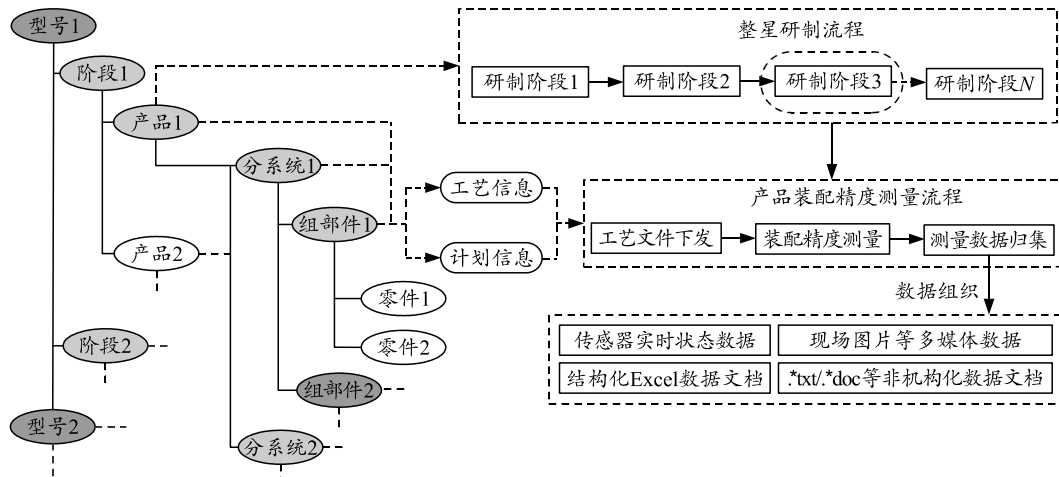 型号1
阶段1
产品1
分系统1
组部件1
产品2
零件1
零件2
阶段2
组部件2
型号2
分系统2
整星研制流程
研制阶段1
研制阶段2
研制阶段3
研制阶段N
工艺信息
计划信息
产品装配精度测量流程
工艺文件下发
装配精度测量
测量数据归集
数据组织
传感器实时状态数据
现场图片等多媒体数据
结构化Excel数据文档
.*txt/.*doc等非机构化数据文档